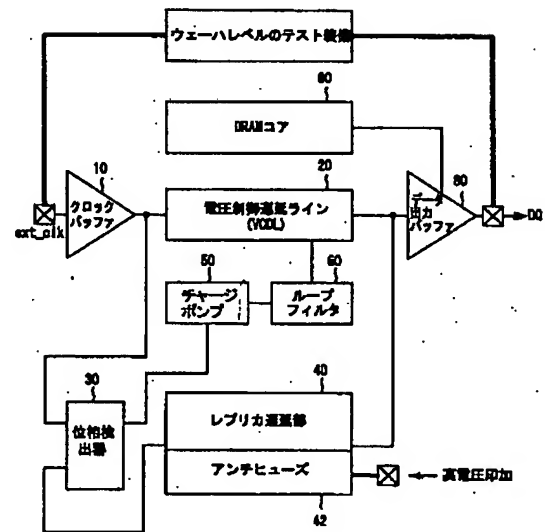 ウェーハレベルのテスト装備
60
DRAMコア
10
20
80
クロック
バッファ
電圧制御遅延ライン
(VCDL)
データ
出力
バッファ
ext_clk
DQ
50
60
チャージ
ポンプ
ループ
フィルタ
30
40
位相検
出器
レプリカ遅延部
アンチヒューズ
高電圧印加
42